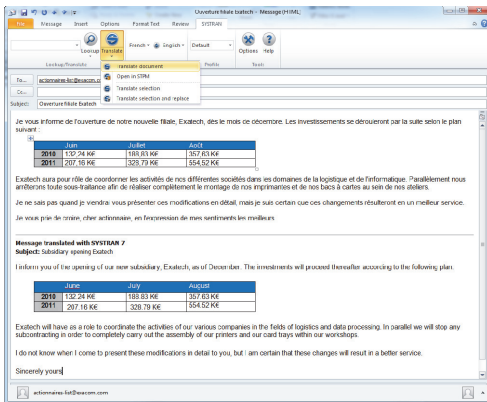 Ouverture filiale Exatech - Message (HTML)
File Message Insert Options Format Text Review SYSTRAN
Lookup Translate French English Default Options Help
Lookup/Translate Profils Tools
Translate document
Open in STPM
Translate selection
Translate selection and replace
To... actionnaires-list@exacom.co
Cc...
Subject: Ouverture filiale Exatech
Je vous informe de l'ouverture de notre nouvelle filiale, Exatech, dès le mois ce décembre. Les investissements se dérouleront par la suite selon le plan
suivant :
Juin Juillet Août
2010 132,24 K€ 188,83 K€ 357,63 K€
2011 207,16 K€ 328,79 K€ 554,52 K€
Exatech aura pour rôle de coordonner les activités de nos différentes sociétés dans les domaines de la logistique et de l'informatique. Parallèlement nous
arrêterons toute sous-traitance afin de réaliser complètement le montage de nos imprimantes et de nos bacs à cartes au sein de nos ateliers.
Je ne sais pas quand je viendrai vous présenter ces modifications en détail, mais je suis certain que ces changements résulteront en un meilleur service.
Je vous prie de croire, cher actionnaire, en l'expression de mes sentiments les meilleurs.
Message translated with SYSTRAN 7
Subject: Subsidiary opening Exatech
I inform you of the opening of our new subsidiary, Exatech, as of December. The investments will proceed thereafter according to the following plan:
June July August
2010 132.24 K€ 188.83 K€ 357.63 K€
2011 207.16 K€ 328.79 K€ 554.52 K€
Exatech will have as a role to coordinate the activities of our various companies in the fields of logistics and data processing. In parallel we will stop any
subcontracting in order to completely carry out the assembly of our printers and our card trays within our workshops.
I do not know when I come to present these modifications in detail to you, but I am certain that these changes will result in a better service.
Sincerely yours
actionnaires-list@exacom.com